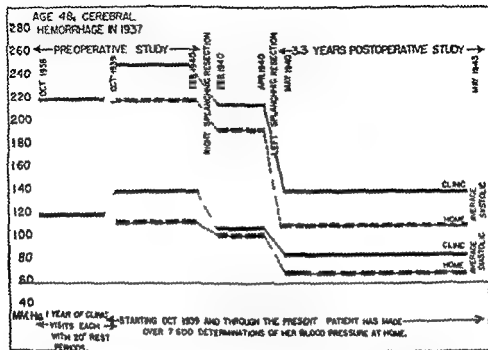 AGE 48, CEREBRAL
HEMORRHAGE IN 1937
PREOPERATIVE STUDY
3.3 YEARS POSTOPERATIVE STUDY
280
260
240
220
200
180
160
140
120
100
80
60
40
MM.HG
OCT 1938
OCT 1939
FEB. 1940
RIGHT SPLANCHNIC RESECTION
FEB. 1940
APR. 1940
LEFT SPLANCHNIC RESECTION
MAY 1940
MAY 1943
CLINIC
HOME
AVERAGE SYSTOLIC
CLINIC
HOME
AVERAGE DIASTOLIC
1 YEAR OF CLINIC
VISITS EACH
WITH 20' REST
PERIODS.
STARTING OCT 1939 AND THROUGH THE PRESENT PATIENT HAS MADE
OVER 7600 DETERMINATIONS OF HER BLOOD PRESSURE AT HOME.